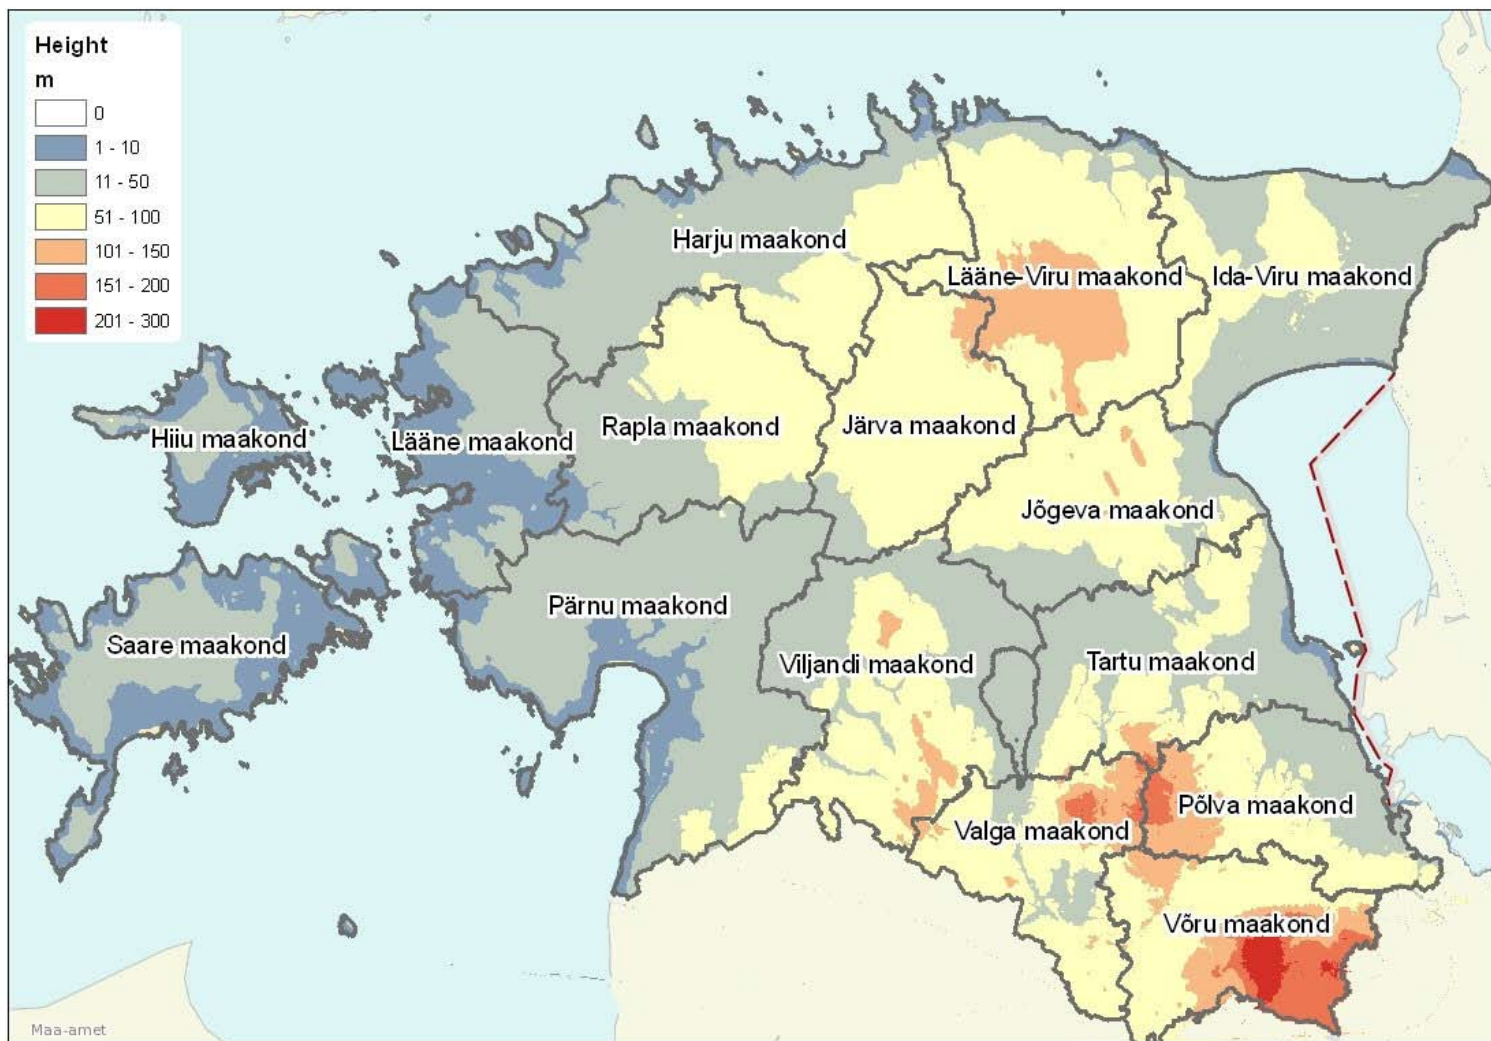 Height
m
0
1 - 10
11 - 50
51 - 100
101 - 150
151 - 200
201 - 300
Harju maakond
Lääne-Viru maakond
Ida-Viru maakond
Hiiu maakond
Lääne maakond
Rapla maakond
Järva maakond
Jõgeva maakond
Pärnu maakond
Saare maakond
Viljandi maakond
Tartu maakond
Valga maakond
Põlva maakond
Võru maakond
Maa-amet